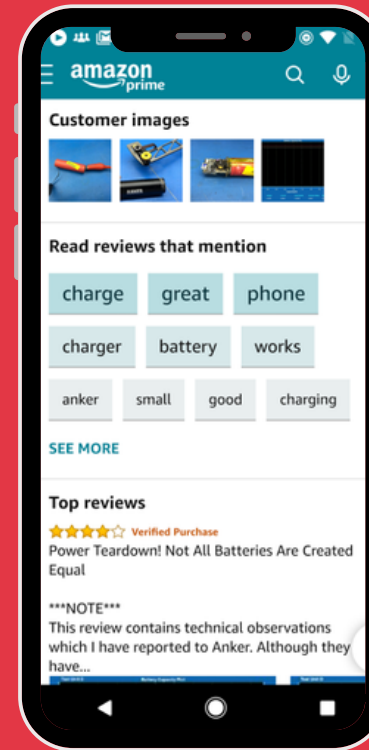 amazon
prime
Customer images
Read reviews that mention
charge great phone
charger battery works
anker small good charging
SEE MORE
Top reviews
Verified Purchase
Power Teardown! Not All Batteries Are Created
Equal
***NOTE***
This review contains technical observations
which I have reported to Anker. Although they
have...